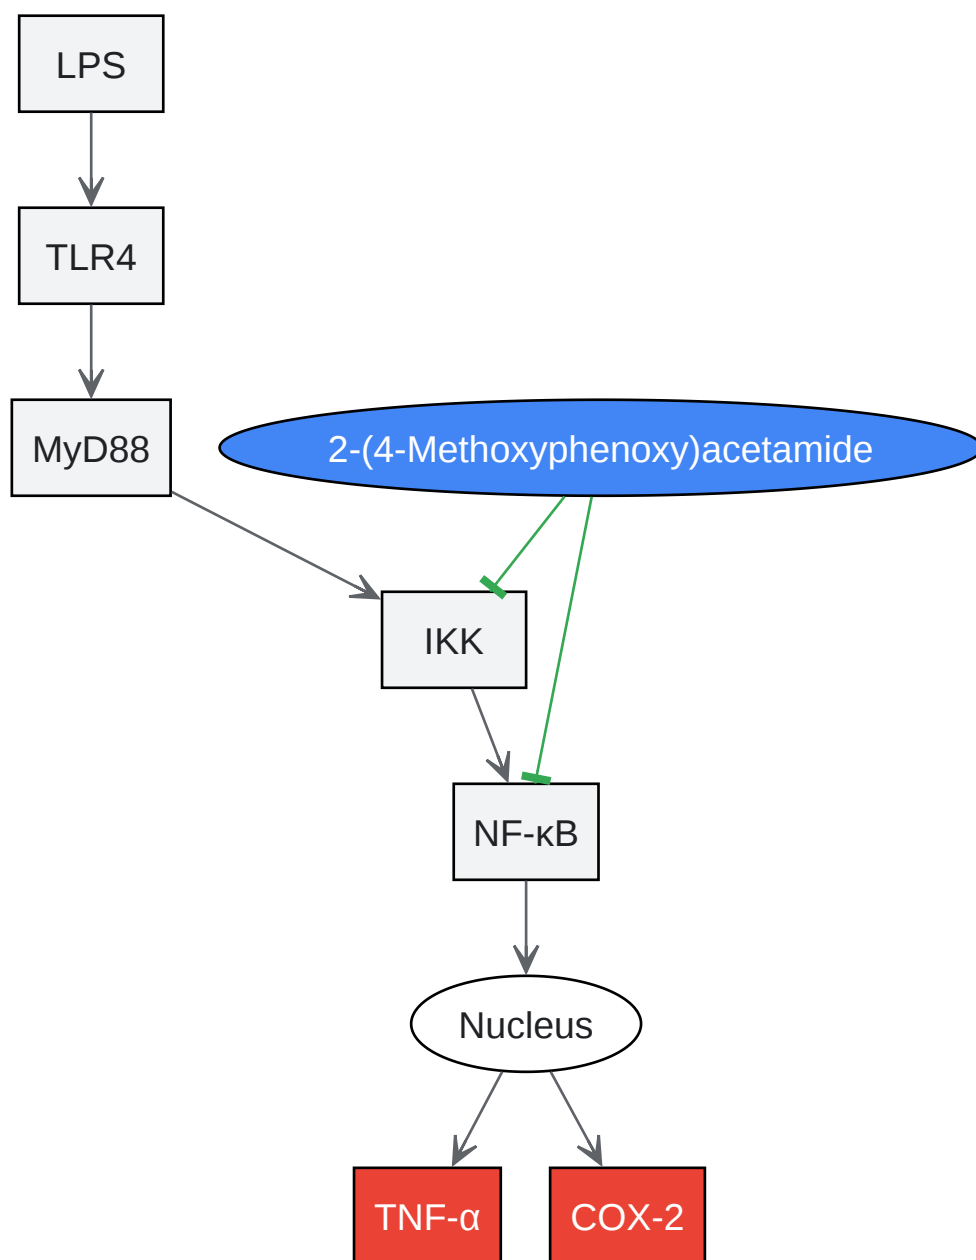 LPS
TLR4
MyD88
2-(4-Methoxyphenoxy)acetamide
IKK
NF-κB
Nucleus
TNF-α
COX-2